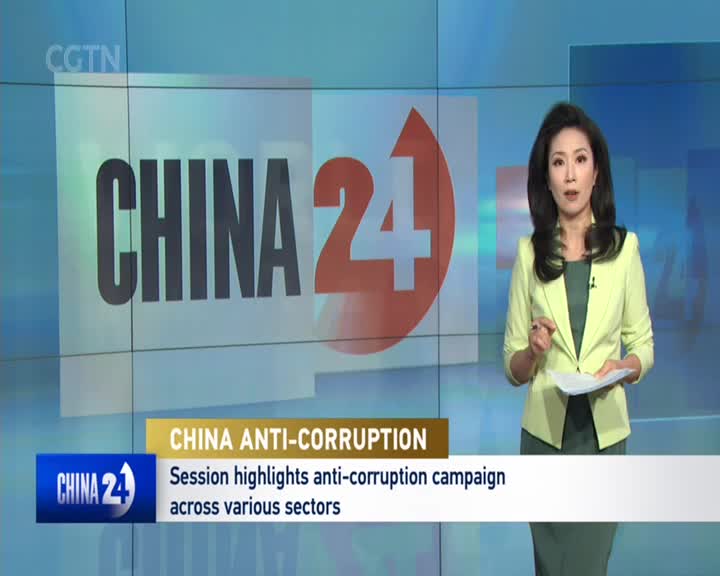 CGTN
CHINA 24
CHINA ANTI-CORRUPTION
Session highlights anti-corruption campaign
across various sectors
CHINA 24